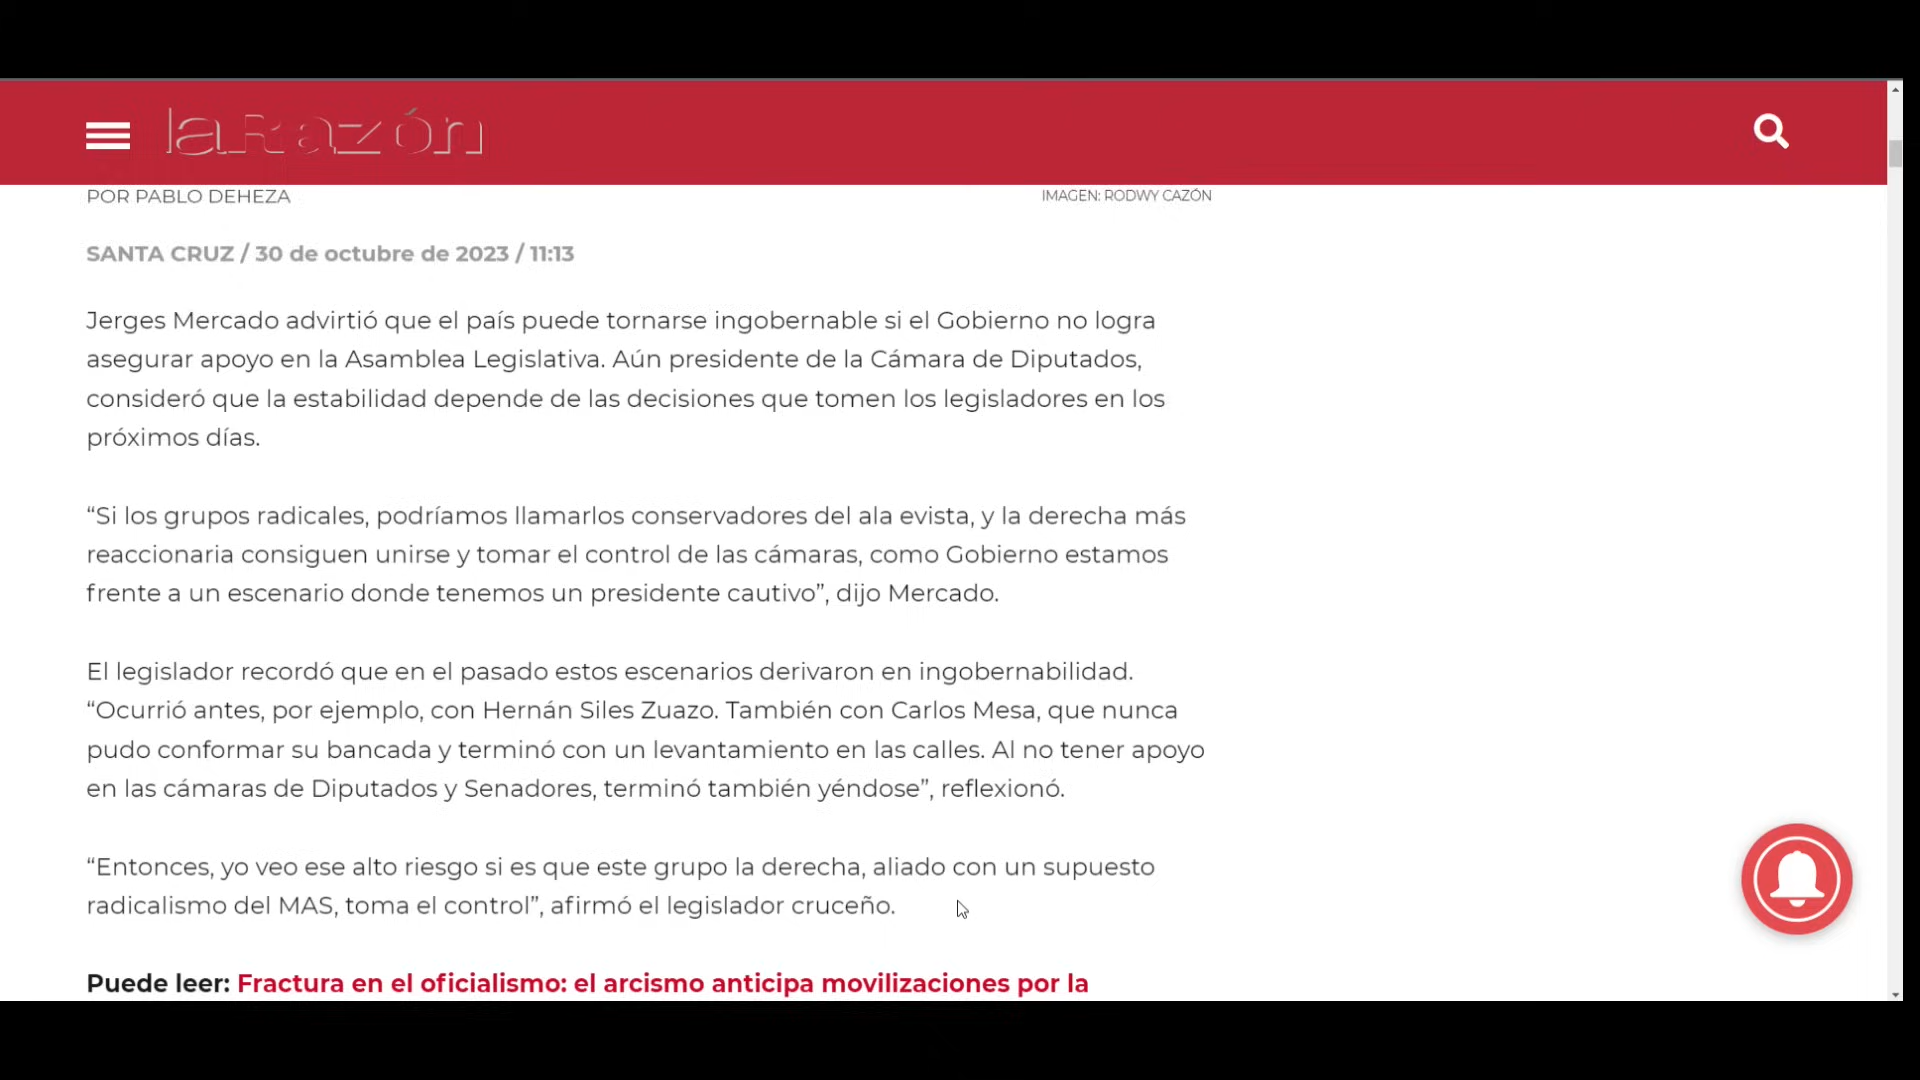 laRazón
POR PABLO DEHEZA
IMAGEN: RODWY CAZÓN
SANTA CRUZ / 30 de octubre de 2023 / 11:13
Jerges Mercado advirtió que el país puede tornarse ingobernable si el Gobierno no logra
asegurar apoyo en la Asamblea Legislativa. Aún presidente de la Cámara de Diputados,
consideró que la estabilidad depende de las decisiones que tomen los legisladores en los
próximos días.
“Si los grupos radicales, podríamos llamarlos conservadores del ala evista, y la derecha más
reaccionaria consiguen unirse y tomar el control de las cámaras, como Gobierno estamos
frente a un escenario donde tenemos un presidente cautivo”, dijo Mercado.
El legislador recordó que en el pasado estos escenarios derivaron en ingobernabilidad.
“Ocurrió antes, por ejemplo, con Hernán Siles Zuazo. También con Carlos Mesa, que nunca
pudo conformar su bancada y terminó con un levantamiento en las calles. Al no tener apoyo
en las cámaras de Diputados y Senadores, terminó también yéndose”, reflexionó.
“Entonces, yo veo ese alto riesgo si es que este grupo la derecha, aliado con un supuesto
radicalismo del MAS, toma el control”, afirmó el legislador cruceño.
Puede leer: Fractura en el oficialismo: el arcismo anticipa movilizaciones por la